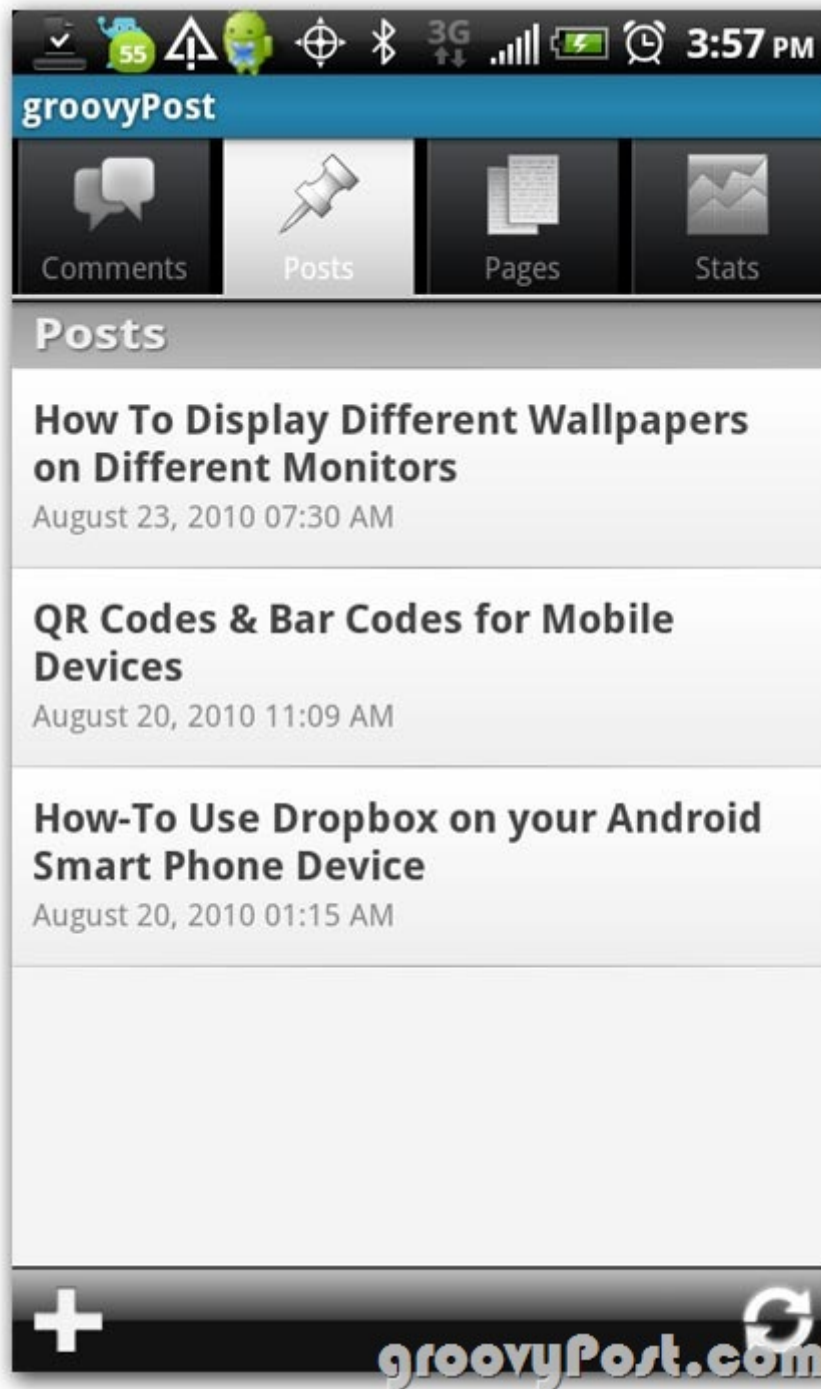 55
3G
3:57 PM
groovyPost
Comments
Posts
Pages
Stats
Posts
How To Display Different Wallpapers
on Different Monitors
August 23, 2010 07:30 AM
QR Codes & Bar Codes for Mobile
Devices
August 20, 2010 11:09 AM
How-To Use Dropbox on your Android
Smart Phone Device
August 20, 2010 01:15 AM
groovyPost.com